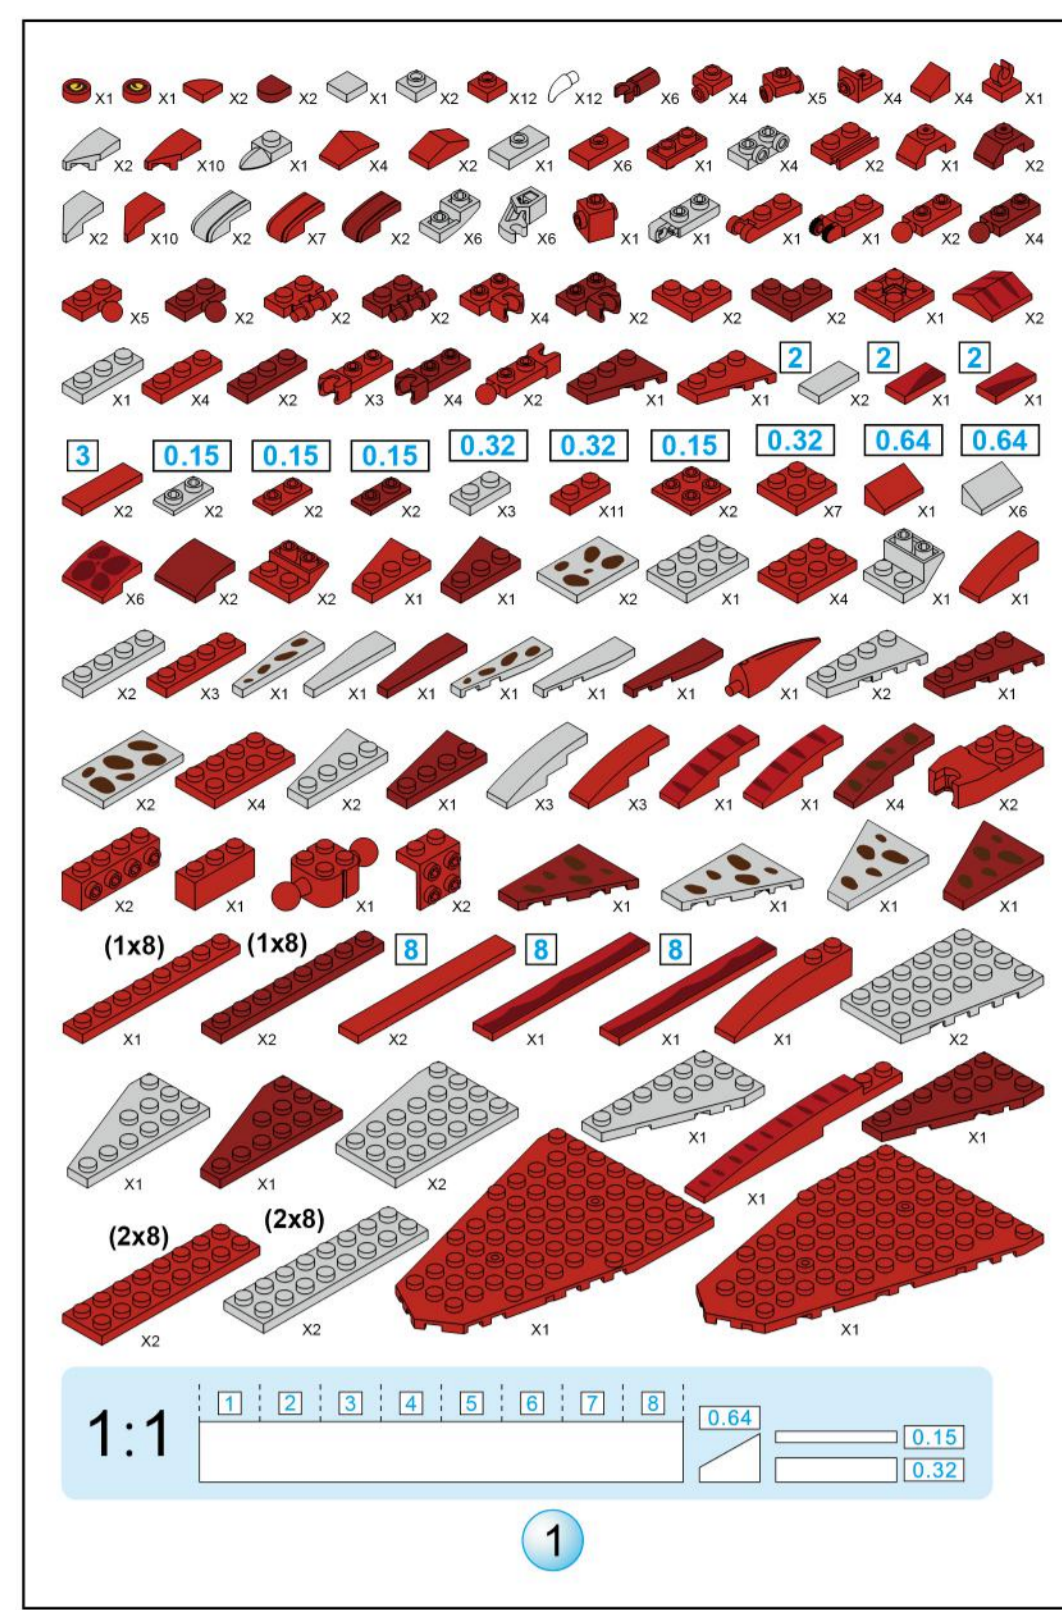 X1 X1 X2 X2 X1 X2 X12 X12 X6 X4 X5 X4 X4 X1
X2 X10 X1 X4 X2 X1 X6 X1 X4 X2 X1 X2
X2 X10 X2 X7 X2 X6 X6 X1 X1 X1 X1 X2 X4
X5 X2 X2 X2 X4 X2 X2 X2 X1 X2
2 2 2
X1 X4 X2 X3 X4 X2 X1 X1 X2 X1 X1
3 0.15 0.15 0.15 0.32 0.32 0.15 0.32 0.64 0.64
X2 X2 X2 X2 X3 X11 X2 X7 X1 X6
X6 X2 X2 X1 X1 X2 X1 X4 X1 X1
X2 X3 X1 X1 X1 X1 X1 X1 X1 X2 X1
X2 X4 X2 X1 X3 X3 X1 X1 X4 X2
X2 X1 X1 X2 X1 X1 X1 X1
(1x8) (1x8) 8 8 8
X1 X2 X2 X1 X1 X1 X2
X1 X1 X2 X1 X1 X1
(2x8) (2x8)
X2 X2 X1 X1
1:1 1 2 3 4 5 6 7 8 0.64 0.15
0.32
1